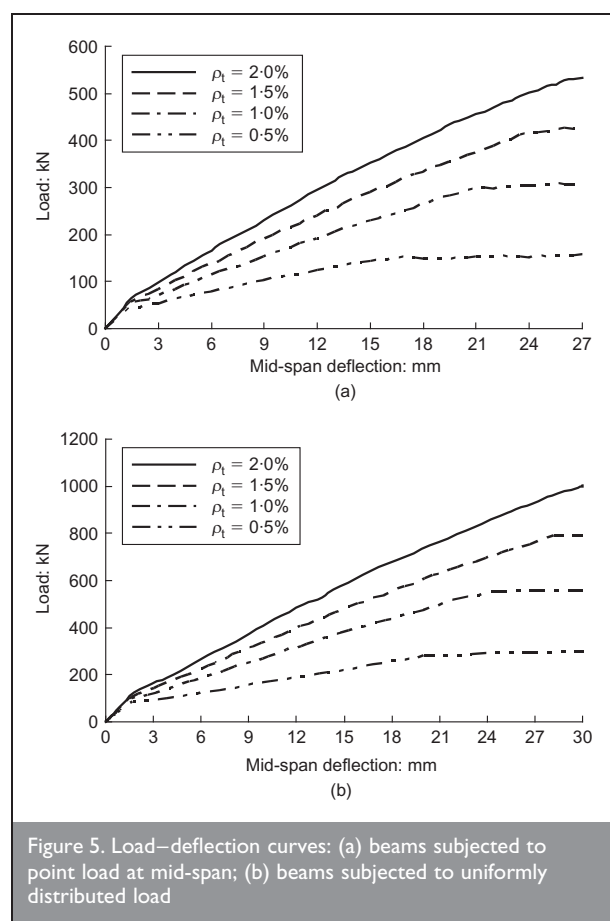 600
500
400
300
200
100
0
Load: kN
ρt = 2·0%
ρt = 1·5%
ρt = 1·0%
ρt = 0·5%
0 3 6 9 12 15 18 21 24 27
Mid-span deflection: mm
(a)
1200
1000
800
600
400
200
0
Load: kN
ρt = 2·0%
ρt = 1·5%
ρt = 1·0%
ρt = 0·5%
0 3 6 9 12 15 18 21 24 27 30
Mid-span deflection: mm
(b)
Figure 5. Load–deflection curves: (a) beams subjected to
point load at mid-span; (b) beams subjected to uniformly
distributed load